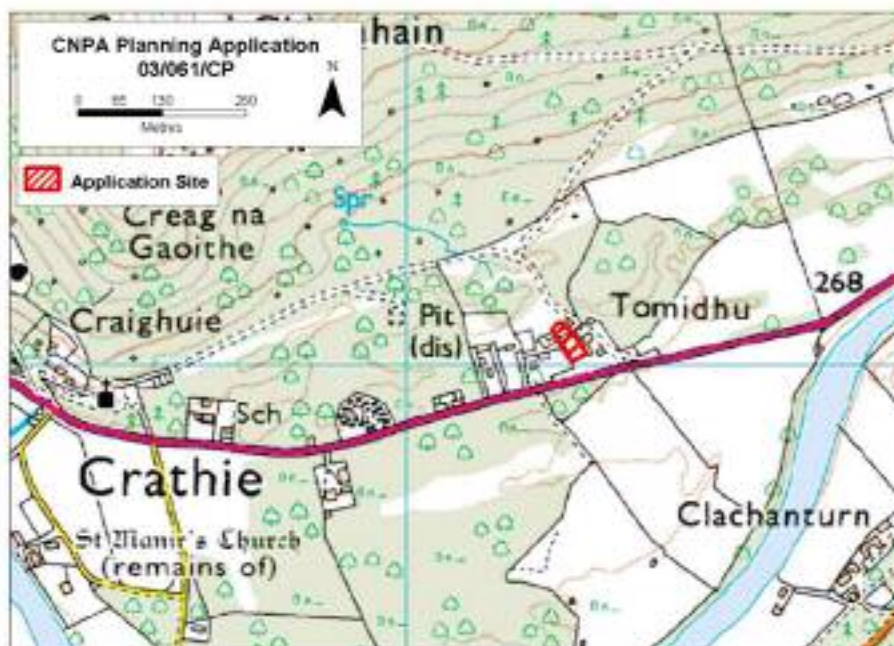 CNPA Planning Application
03/061/CP
N
0 65 130 260
Metres
Application Site
hain
Spr
Creag na
Gaoithe
Craighuie
Pit
(dis)
Tomidhu
268
Sch
Crathie
St Manir's Church
(remains of)
Clachanturn